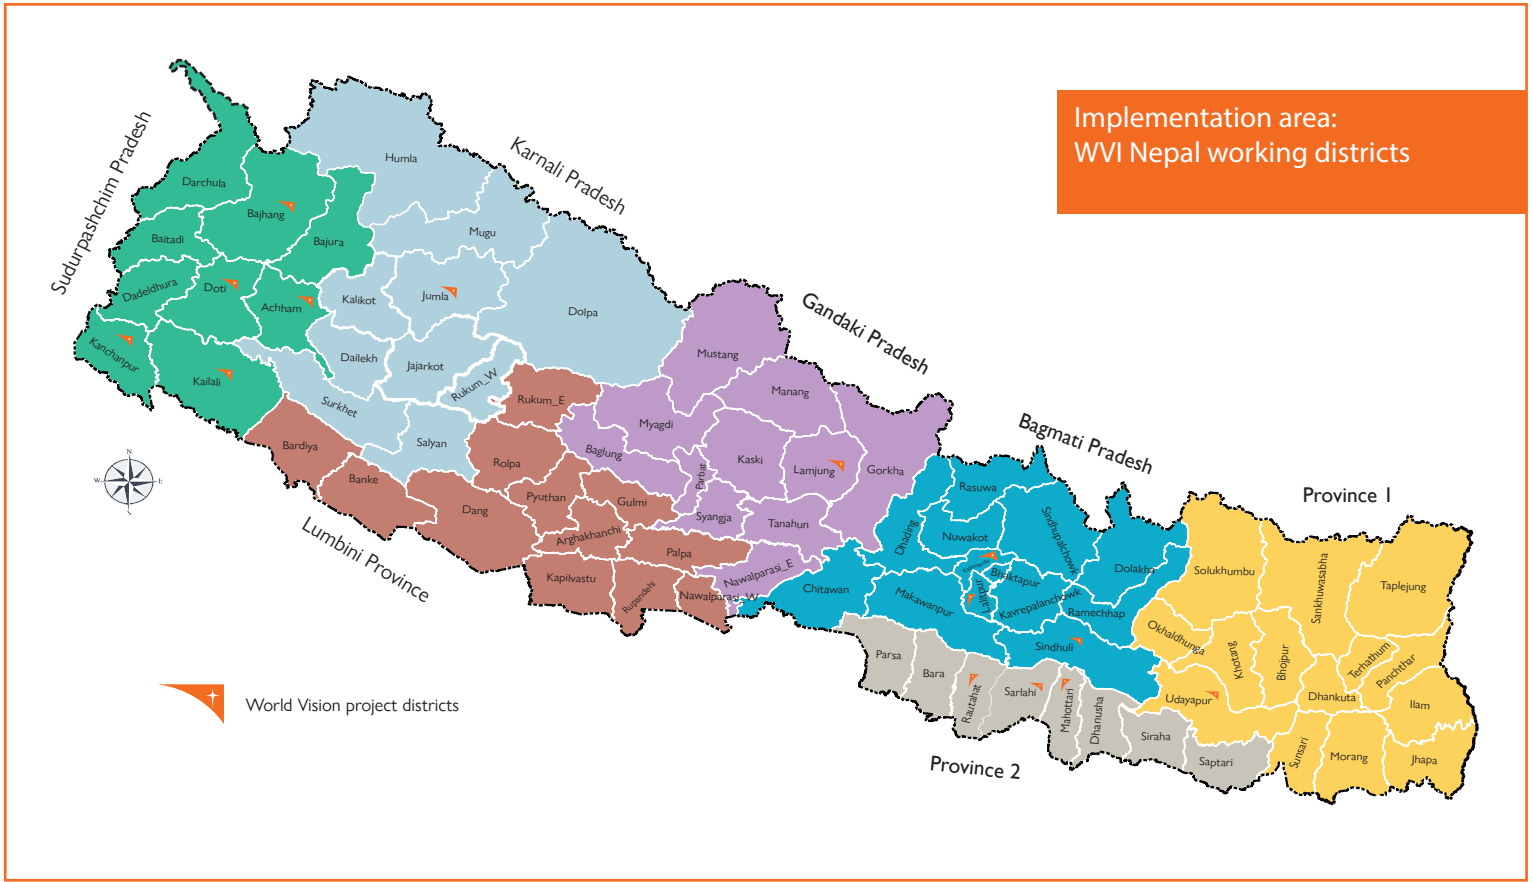 Implementation area:
WVI Nepal working districts
Sudurpashchim Pradesh
Karnali Pradesh
Gandaki Pradesh
Bagmati Pradesh
Province 1
Lumbini Province
Province 2
Darchula
Bajhang
Baitadi
Bajura
Dadeldhura
Doti
Achham
Kanchanpur
Kailali
Humla
Mugu
Kalikot
Jumla
Dolpa
Dailekh
Jajarkot
Rukum_W
Surkhet
Salyan
Rukum_E
Bardiya
Banke
Rolpa
Dang
Pyuthan
Gulmi
Arghakhanchi
Palpa
Kapilvastu
Rupandehi
Nawalparasi_W
Mustang
Manang
Myagdi
Baglung
Parbat
Kaski
Lamjung
Gorkha
Syangja
Tanahun
Nawalparasi_E
Chitawan
Rasuwa
Dhading
Nuwakot
Sindhupalchowk
Bhaktapur
Lalitpur
Dolakha
Makawanpur
Kavrepalanchowk
Ramechhap
Sindhuli
Parsa
Bara
Rautahat
Sarlahi
Mahottari
Dhanusha
Siraha
Saptari
Solukhumbu
Sankhuwasabha
Taplejung
Okhaldhunga
Khotang
Bhojpur
Terhathum
Panchthar
Dhankuta
Udayapur
Ilam
Sunsari
Morang
Jhapa
N
W
E
S
World Vision project districts